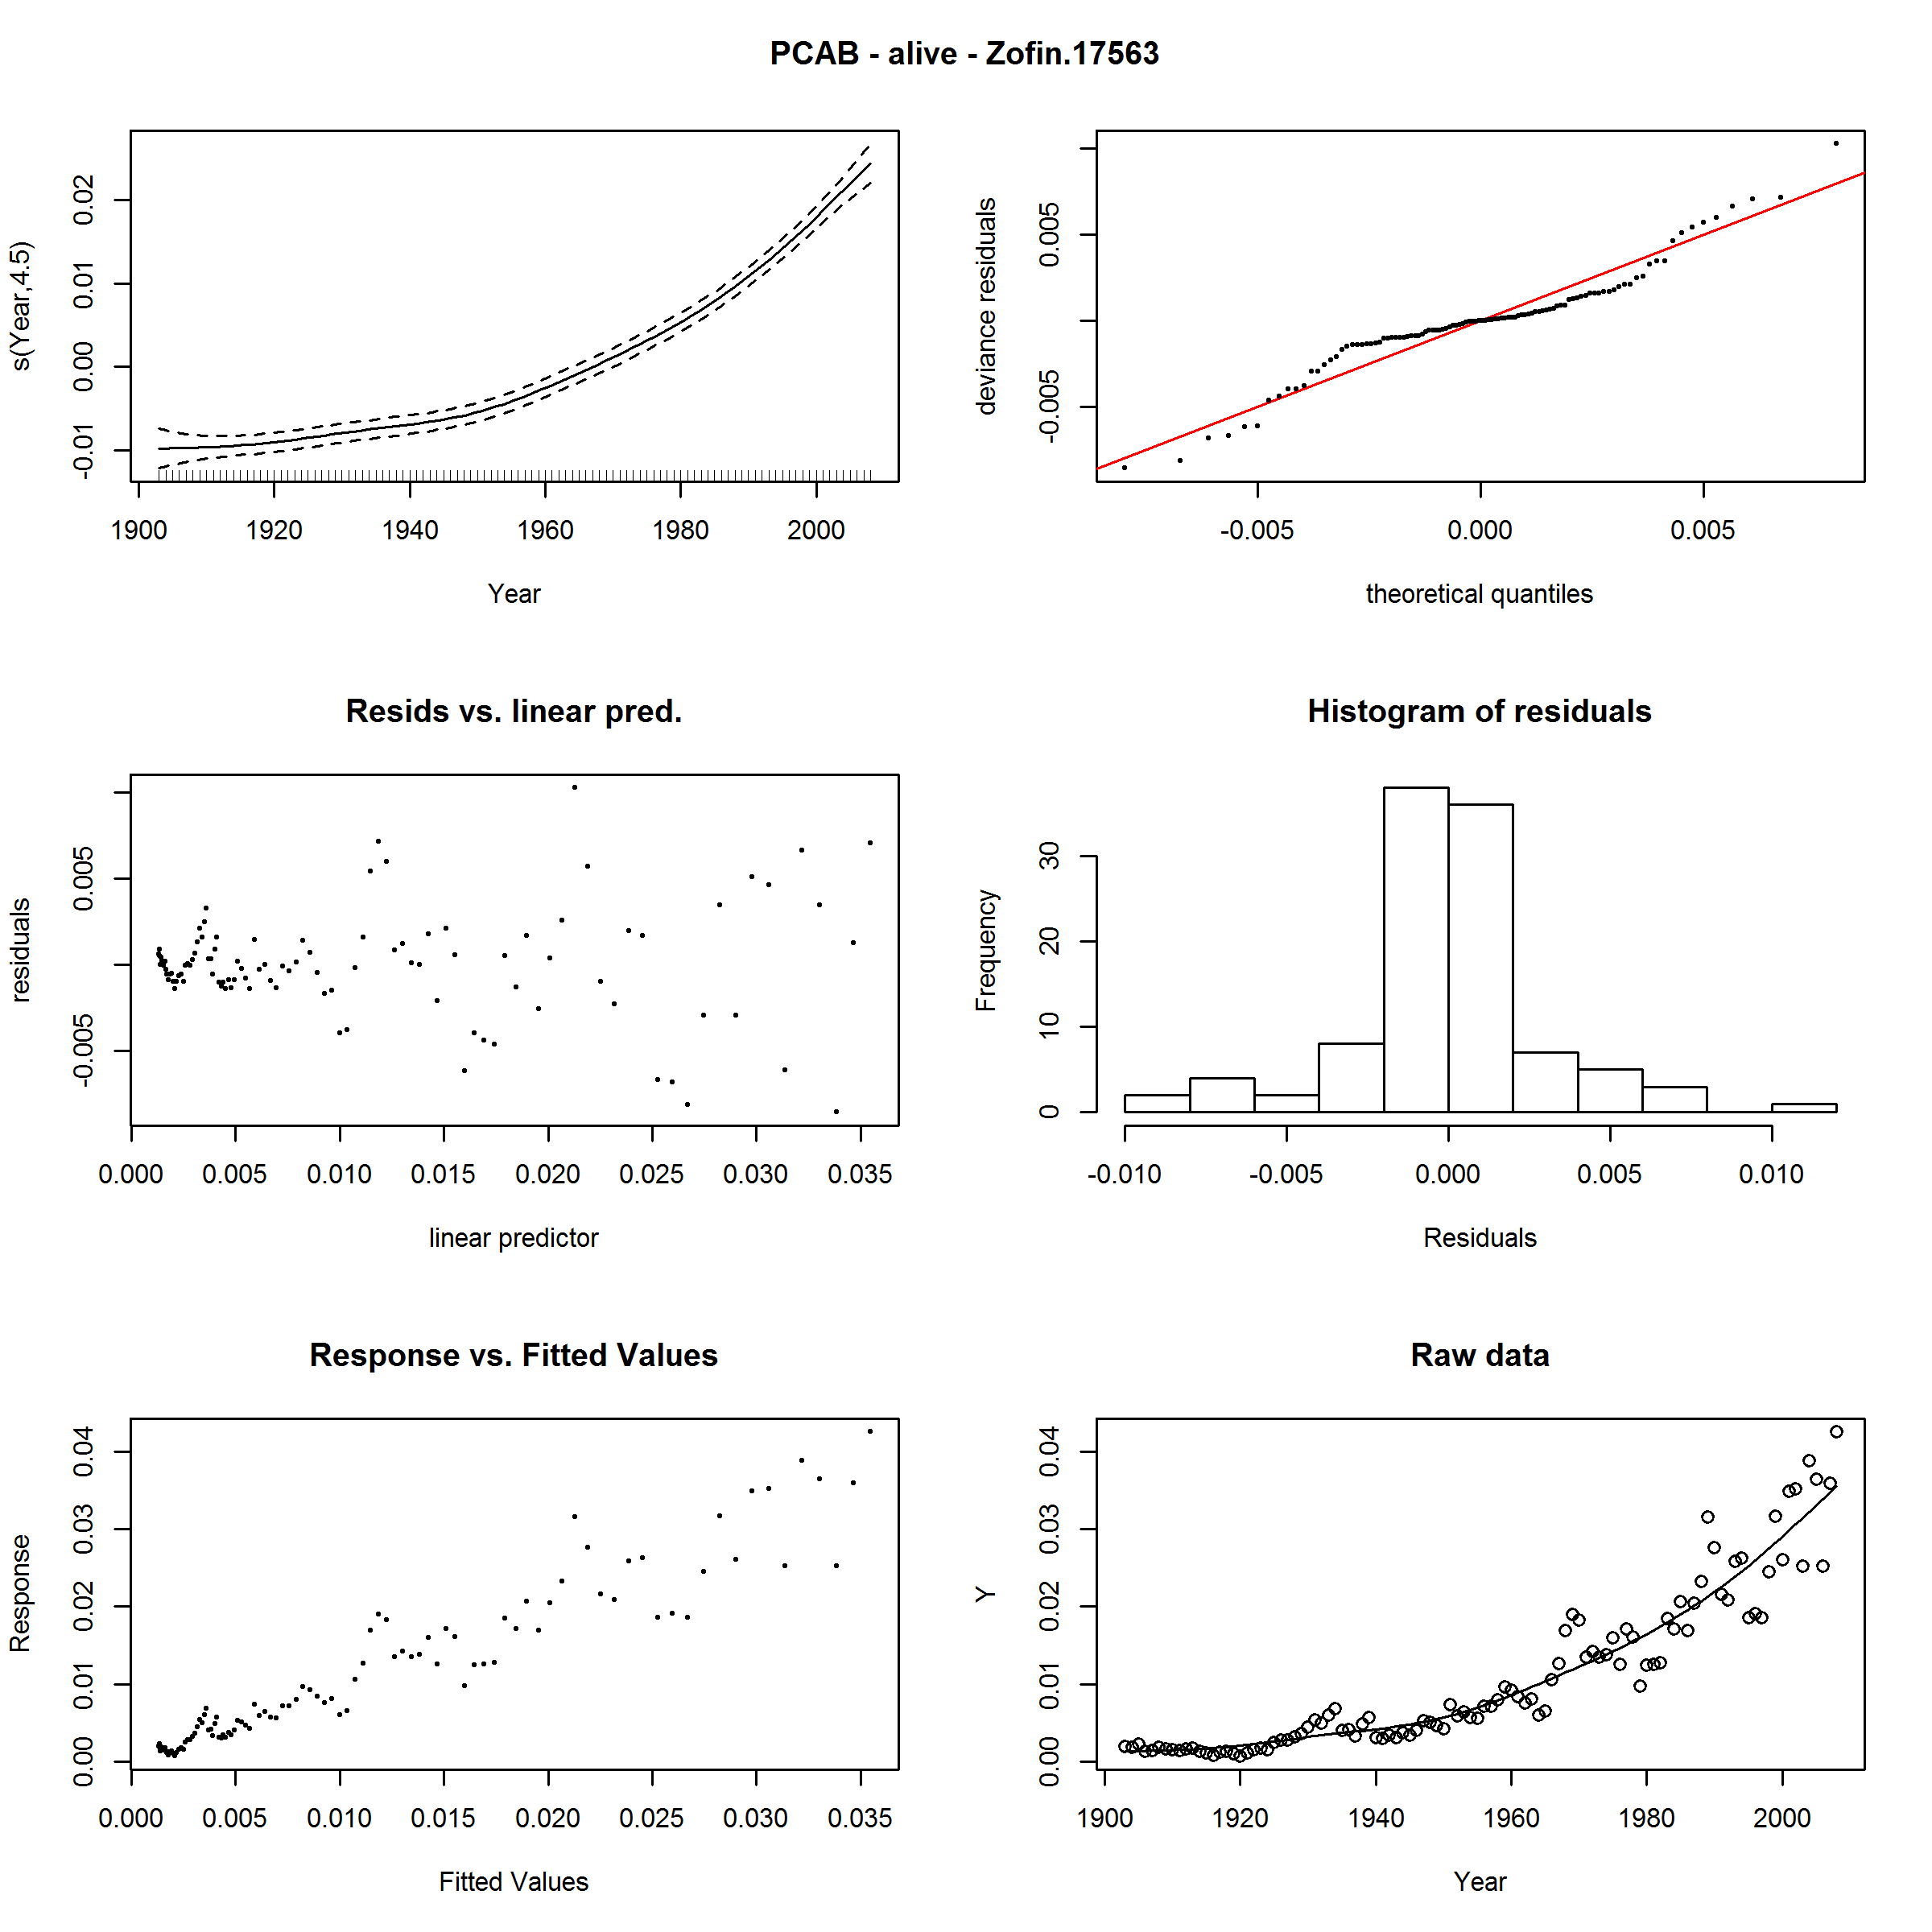 PCAB - alive - Zofin.17563
s(Year,4.5)
-0.01 0.00 0.01 0.02
1900 1920 1940 1960 1980 2000
Year
deviance residuals
-0.005 0.005
-0.005 0.000 0.005
theoretical quantiles
Resids vs. linear pred.
residuals
-0.005 0.005
0.000 0.005 0.010 0.015 0.020 0.025 0.030 0.035
linear predictor
Histogram of residuals
Frequency
0 10 20 30
-0.010 -0.005 0.000 0.005 0.010
Residuals
Response vs. Fitted Values
Response
0.00 0.01 0.02 0.03 0.04
0.000 0.005 0.010 0.015 0.020 0.025 0.030 0.035
Fitted Values
Raw data
Y
0.00 0.01 0.02 0.03 0.04
1900 1920 1940 1960 1980 2000
Year